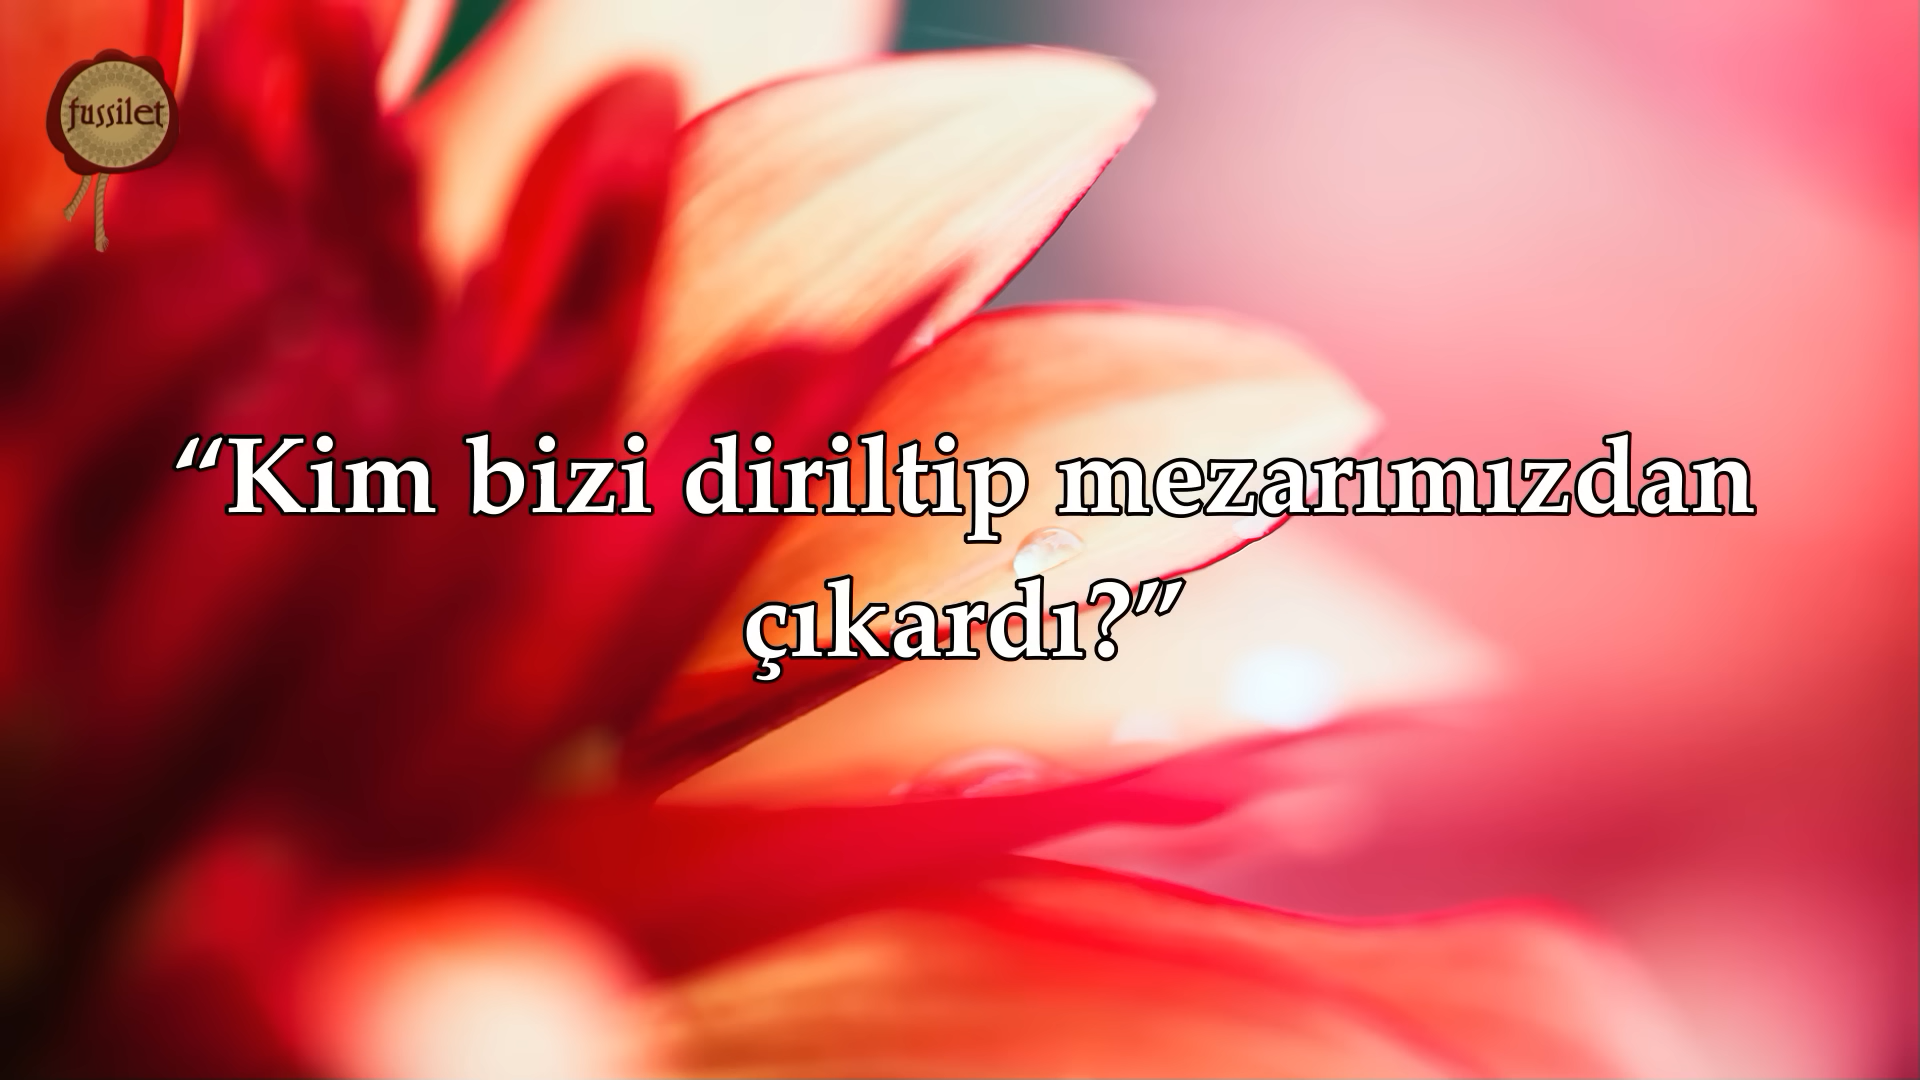 fussilet
“Kim bizi diriltip mezarımızdan
çıkardı?”